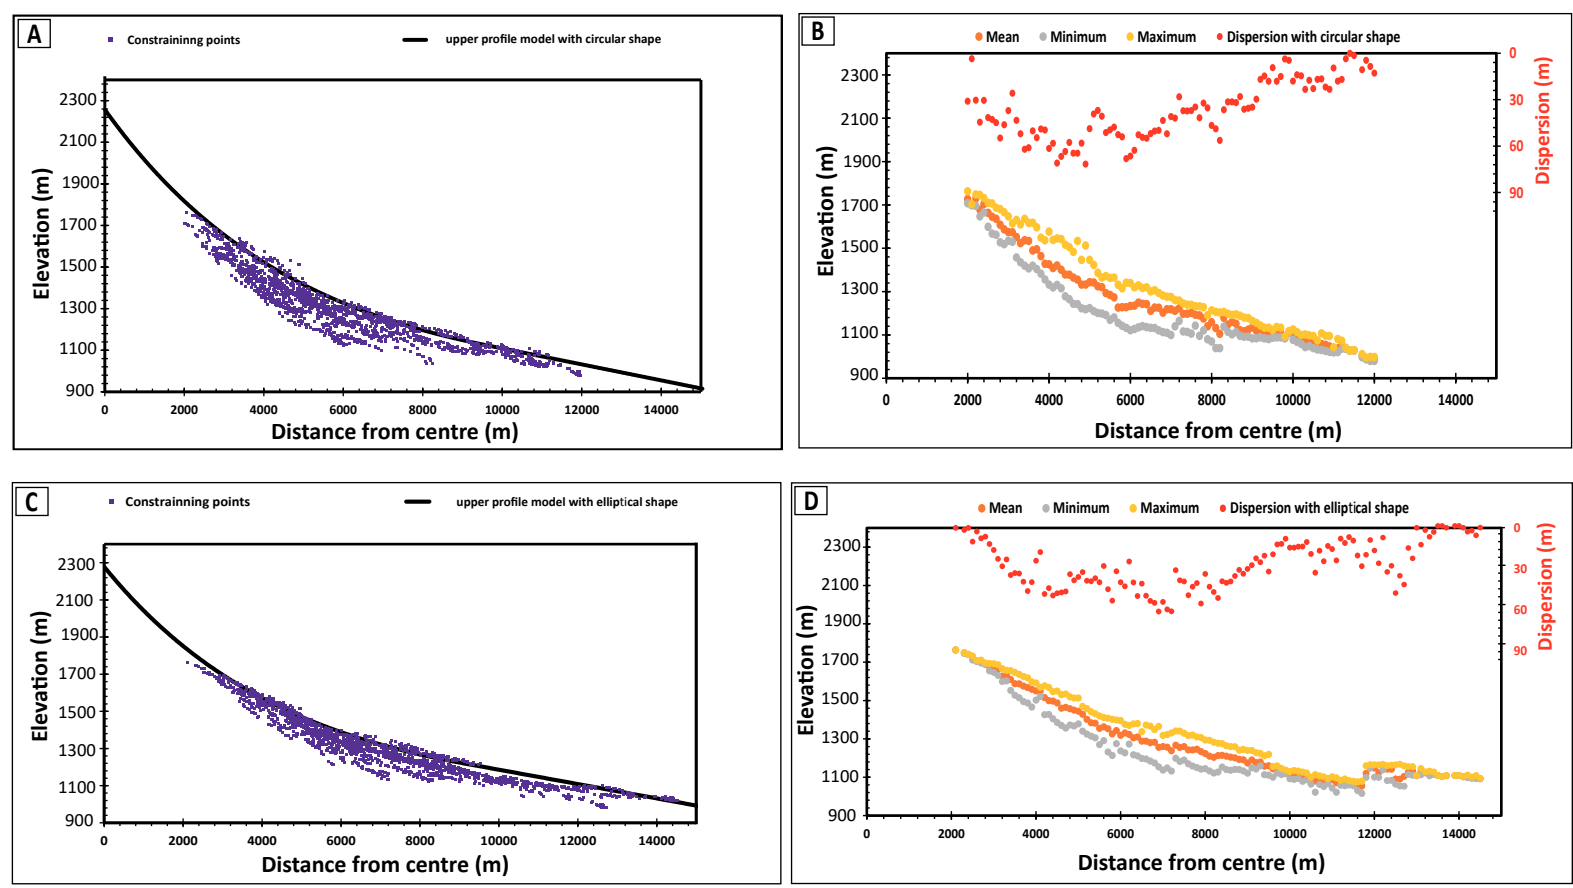 A
Constraininng points
upper profile model with circular shape
2300
2100
1900
1700
1500
1300
1100
900
0 2000 4000 6000 8000 10000 12000 14000
Elevation (m)
Distance from centre (m)
B
Mean Minimum Maximum Dispersion with circular shape
2300
2100
1900
1700
1500
1300
1100
900
0 2000 4000 6000 8000 10000 12000 14000
0
30
60
90
Elevation (m)
Dispersion (m)
Distance from centre (m)
C
Constrainning points
upper profile model with elliptical shape
2300
2100
1900
1700
1500
1300
1100
900
0 2000 4000 6000 8000 10000 12000 14000
Elevation (m)
Distance from centre (m)
D
Mean Minimum Maximum Dispersion with elliptical shape
2300
2100
1900
1700
1500
1300
1100
900
0 2000 4000 6000 8000 10000 12000 14000
0
30
60
90
Elevation (m)
Dispersion (m)
Distance from centre (m)